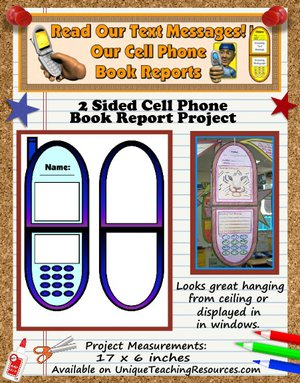 Read Our Text Messages!
Our Cell Phone
Book Reports
2 Sided Cell Phone
Book Report Project
Name:
Looks great hanging
from ceiling or
displayed in
in windows.
Project Measurements:
17 x 6 inches
Available on UniqueTeachingResources.com